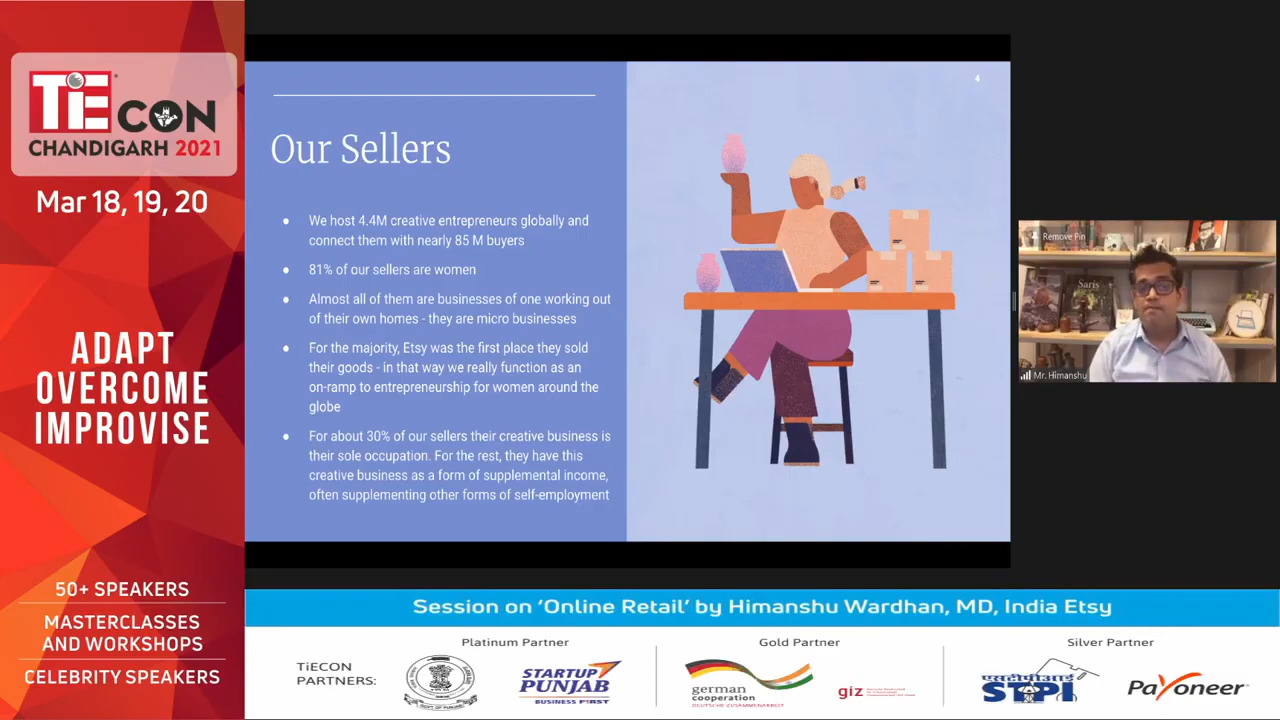 TiE CON
CHANDIGARH 2021
Mar 18, 19, 20
ADAPT
OVERCOME
IMPROVISE
50+ SPEAKERS
MASTERCLASSES
AND WORKSHOPS
CELEBRITY SPEAKERS
4
Our Sellers
● We host 4.4M creative entrepreneurs globally and
connect them with nearly 85 M buyers
● 81% of our sellers are women
● Almost all of them are businesses of one working out
of their own homes - they are micro businesses
● For the majority, Etsy was the first place they sold
their goods - in that way we really function as an
on-ramp to entrepreneurship for women around the
globe
● For about 30% of our sellers their creative business is
their sole occupation. For the rest, they have this
creative business as a form of supplemental income,
often supplementing other forms of self-employment
Remove Pin
Saris
Mr. Himanshu
Session on ‘Online Retail’ by Himanshu Wardhan, MD, India Etsy
TiECON
PARTNERS:
Platinum Partner
STARTUP
PUNJAB
BUSINESS FIRST
Gold Partner
german
cooperation
DEUTSCHE ZUSAMMENARBEIT
giz
Silver Partner
एसटीपीआई
STPI
Payoneer